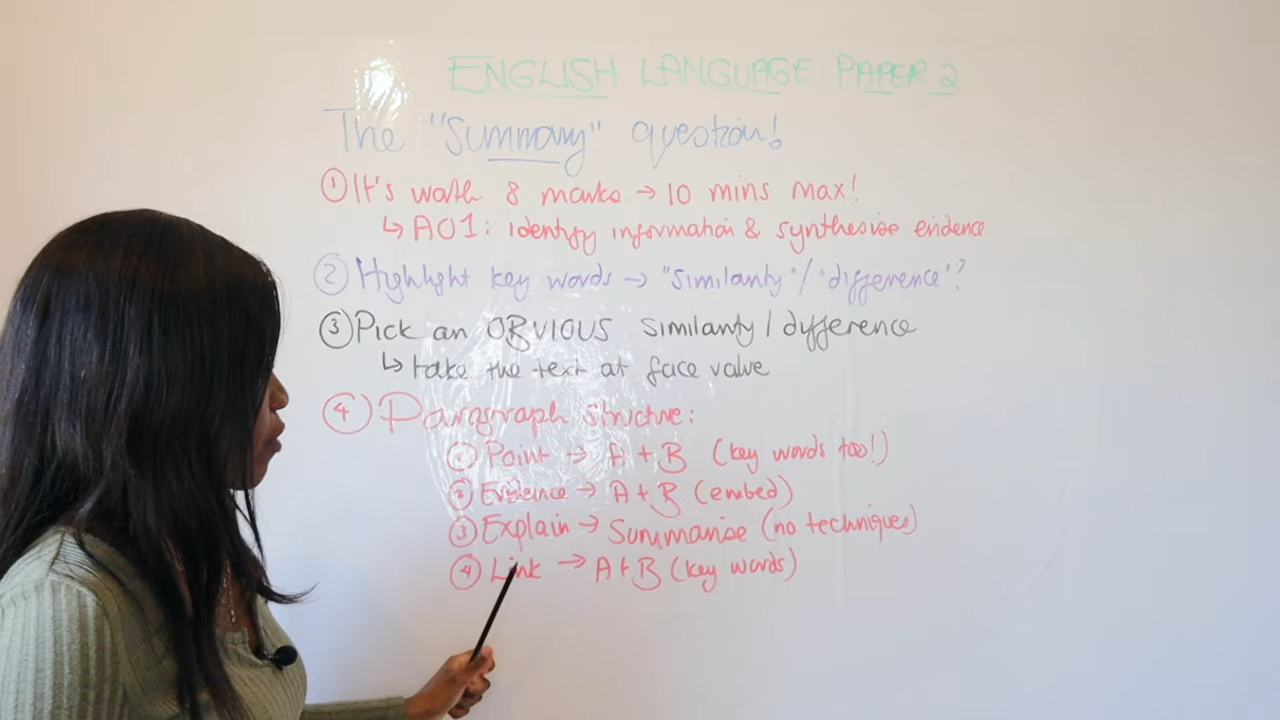 ENGLISH LANGUAGE: PAPER 2
The "Summary" question!
① It's worth 8 marks → 10 mins max!
↳ AO1: identify information & synthesise evidence
② Highlight key words → "similarity"/"difference"?
③ Pick an OBVIOUS similarity/difference
↳ take the text at face value
④ Paragraph structure:
① Point → A + B (key words too!)
② Evidence → A + B (embed)
③ Explain → Summarise (no techniques)
④ Link → A + B (key words)